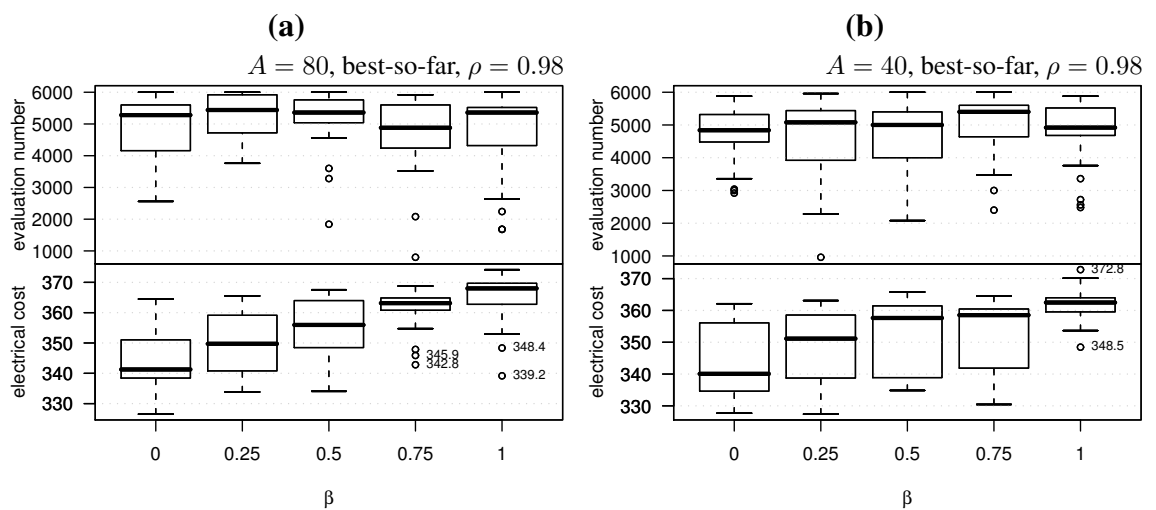 (a)
A = 80, best-so-far, ρ = 0.98
evaluation number
6000
5000
4000
3000
2000
1000
electrical cost
370
360
350
340
330
345.9
342.8
348.4
339.2
0 0.25 0.5 0.75 1
β
(b)
A = 40, best-so-far, ρ = 0.98
evaluation number
6000
5000
4000
3000
2000
1000
electrical cost
370
360
350
340
330
372.8
348.5
0 0.25 0.5 0.75 1
β